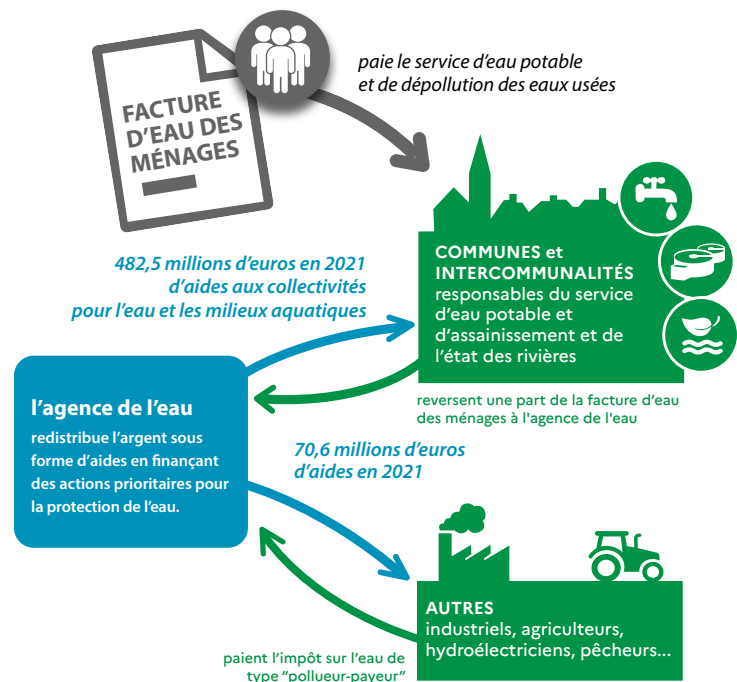 FACTURE
D’EAU DES
MÉNAGES
paie le service d’eau potable
et de dépollution des eaux usées
COMMUNES et
INTERCOMMUNALITÉS
responsables du service
d’eau potable et
d’assainissement et de
l’état des rivières
482,5 millions d’euros en 2021
d’aides aux collectivités
pour l’eau et les milieux aquatiques
reversent une part de la facture d’eau
des ménages à l'agence de l'eau
l’agence de l’eau
redistribue l’argent sous
forme d’aides en finançant
des actions prioritaires pour
la protection de l’eau.
70,6 millions d’euros
d’aides en 2021
AUTRES
industriels, agriculteurs,
hydroélectriciens, pêcheurs...
paient l’impôt sur l’eau de
type “pollueur-payeur”